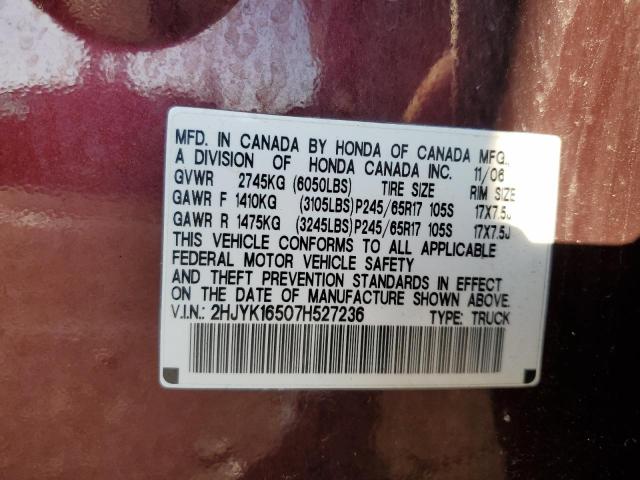 MFD. IN CANADA BY HONDA OF CANADA MFG.,
A DIVISION OF HONDA CANADA INC. 11/06
GVWR 2745KG (6050LBS) TIRE SIZE RIM SIZE
GAWR F 1410KG (3105LBS)P245/65R17 105S 17X7.5J
GAWR R 1475KG (3245LBS)P245/65R17 105S 17X7.5J
THIS VEHICLE CONFORMS TO ALL APPLICABLE
FEDERAL MOTOR VEHICLE SAFETY
AND THEFT PREVENTION STANDARDS IN EFFECT
ON THE DATE OF MANUFACTURE SHOWN ABOVE.
V.I.N.: 2HJYK16507H527236 TYPE: TRUCK